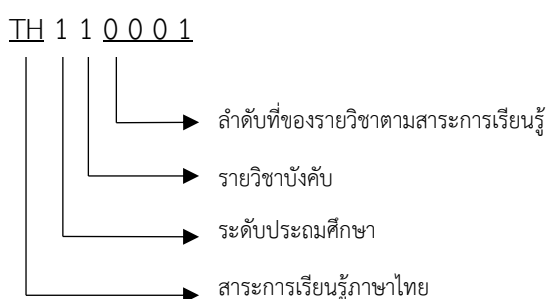 TH 1 1 0 0 0 1
ลำดับที่ของรายวิชาตามสาระการเรียนรู้
รายวิชาบังคับ
ระดับประถมศึกษา
สาระการเรียนรู้ภาษาไทย